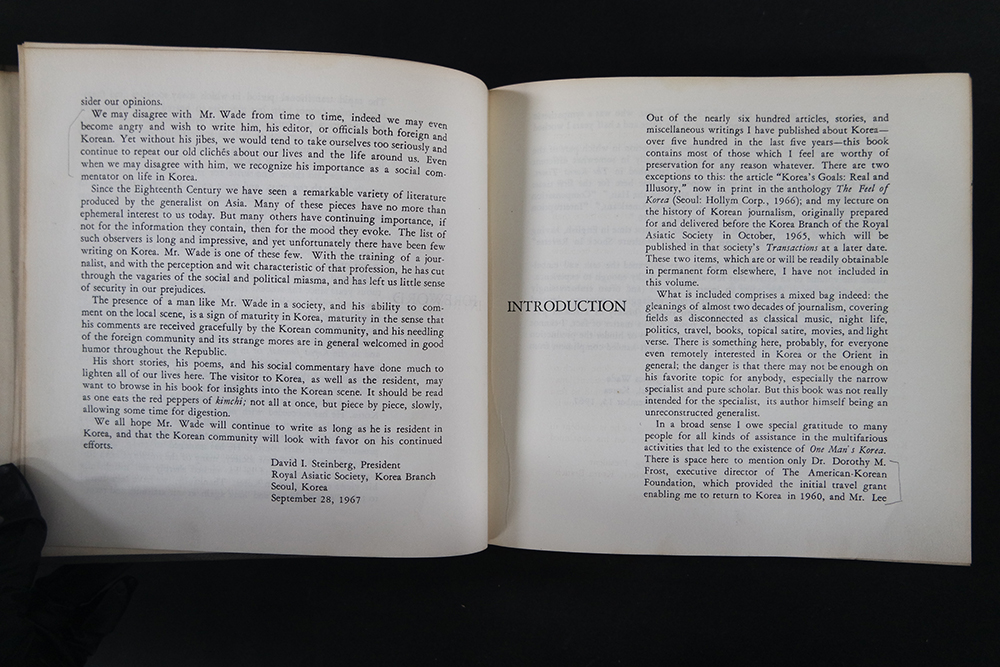 sider our opinions.
We may disagree with Mr. Wade from time to time, indeed we may even
become angry and wish to write him, his editor, or officials both foreign and
Korean. Yet without his jibes, we would tend to take ourselves too seriously and
continue to repeat our old clichés about our lives and the life around us. Even
when we may disagree with him, we recognize his importance as a social com-
mentator on life in Korea.
Since the Eighteenth Century we have seen a remarkable variety of literature
produced by the generalist on Asia. Many of these pieces have no more than
ephemeral interest to us today. But many others have continuing importance, if
not for the information they contain, then for the mood they evoke. The list of
such observers is long and impressive, and yet unfortunately there have been few
writing on Korea. Mr. Wade is one of these few. With the training of a jour-
nalist, and with the perception and wit characteristic of that profession, he has cut
through the vagaries of the social and political miasma, and has left us little sense
of security in our prejudices.
The presence of a man like Mr. Wade in a society, and his ability to com-
ment on the local scene, is a sign of maturity in Korea, maturity in the sense that
his comments are received gracefully by the Korean community, and his needling
of the foreign community and its strange mores are in general welcomed in good
humor throughout the Republic.
His short stories, his poems, and his social commentary have done much to
lighten all of our lives here. The visitor to Korea, as well as the resident, may
want to browse in his book for insights into the Korean scene. It should be read
as one eats the red peppers of kimchi; not all at once, but piece by piece, slowly,
allowing some time for digestion.
We all hope Mr. Wade will continue to write as long as he is resident in
Korea, and that the Korean community will look with favor on his continued
efforts.
David I. Steinberg, President
Royal Asiatic Society, Korea Branch
Seoul, Korea
September 28, 1967
INTRODUCTION
Out of the nearly six hundred articles, stories, and
miscellaneous writings I have published about Korea—
over five hundred in the last five years—this book
contains most of those which I feel are worthy of
preservation for any reason whatever. There are two
exceptions to this: the article "Korea's Goals: Real and
Illusory," now in print in the anthology The Feel of
Korea (Seoul: Hollym Corp., 1966); and my lecture on
the history of Korean journalism, originally prepared
for and delivered before the Korea Branch of the Royal
Asiatic Society in October, 1965, which will be
published in that society's Transactions at a later date.
These two items, which are or will be readily obtainable
in permanent form elsewhere, I have not included in
this volume.
What is included comprises a mixed bag indeed: the
gleanings of almost two decades of journalism, covering
fields as disconnected as classical music, night life,
politics, travel, books, topical satire, movies, and light
verse. There is something here, probably, for everyone
even remotely interested in Korea or the Orient in
general; the danger is that there may not be enough on
his favorite topic for anybody, especially the narrow
specialist and pure scholar. But this book was not really
intended for the specialist, its author himself being an
unreconstructed generalist.
In a broad sense I owe special gratitude to many
people for all kinds of assistance in the multifarious
activities that led to the existence of One Man's Korea.
There is space here to mention only Dr. Dorothy M.
Frost, executive director of The American-Korean
Foundation, which provided the initial travel grant
enabling me to return to Korea in 1960, and Mr. Lee